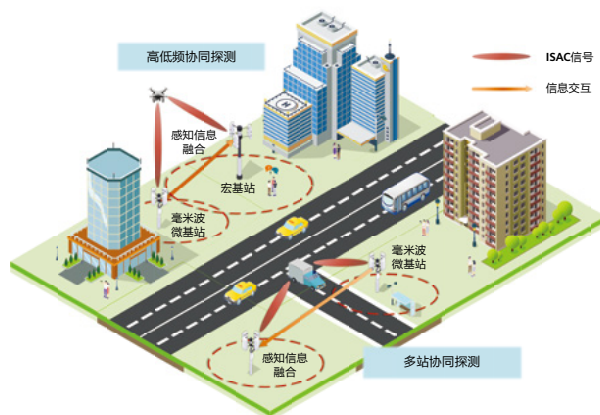 高低频协同探测
ISAC信号
信息交互
感知信息
融合
宏基站
毫米波
微基站
毫米波
微基站
感知信息
融合
多站协同探测
H